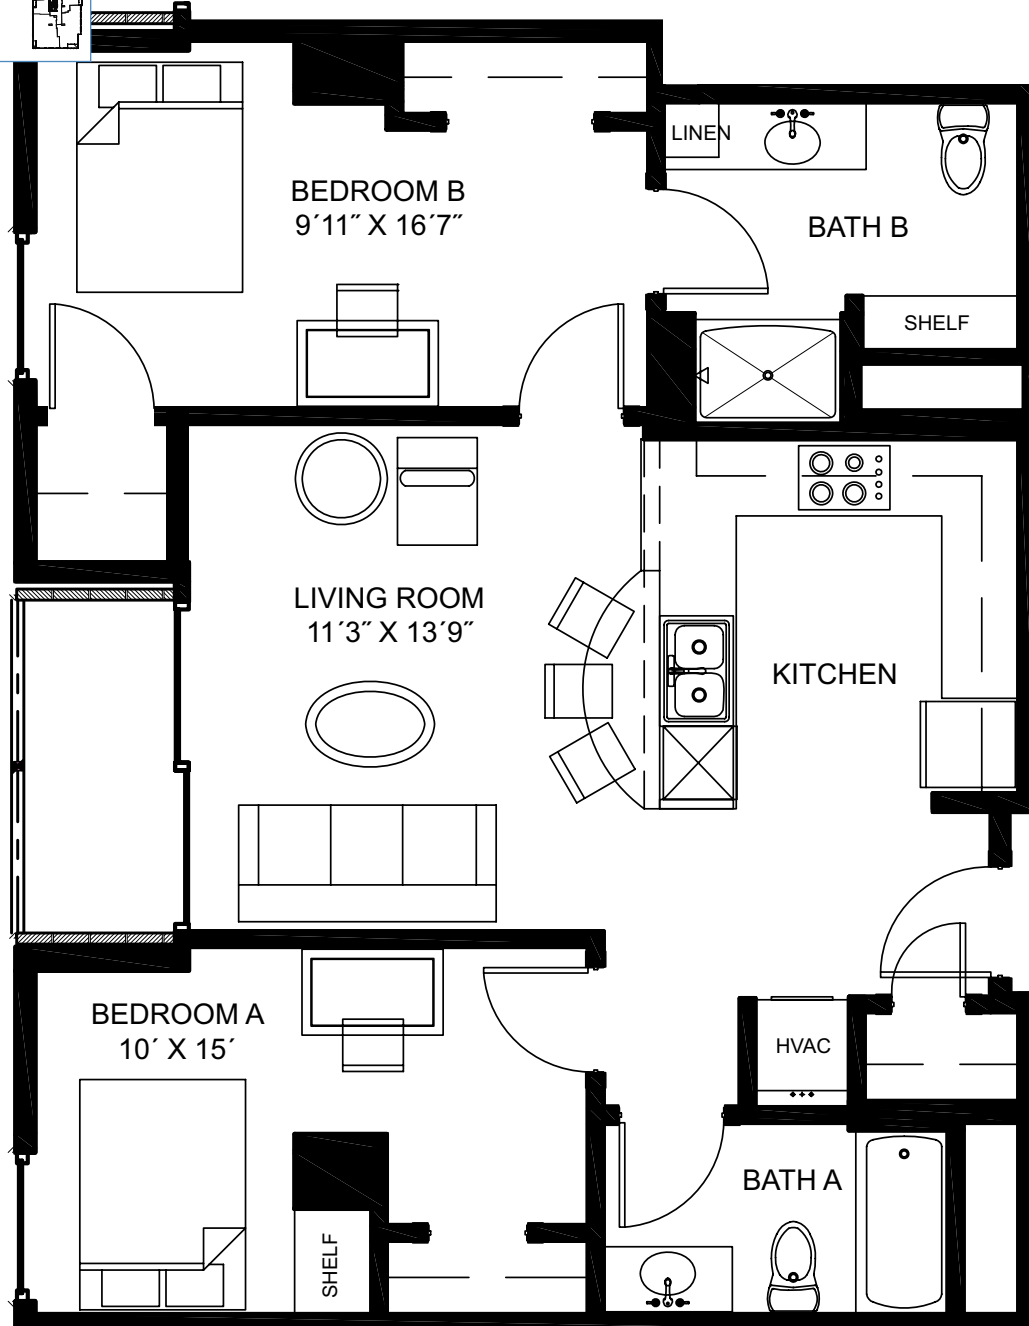 LINEN
BEDROOM B
9´11˝ X 16´7˝
BATH B
SHELF
LIVING ROOM
11´3˝ X 13´9˝
KITCHEN
BEDROOM A
10´ X 15´
HVAC
BATH A
SHELF